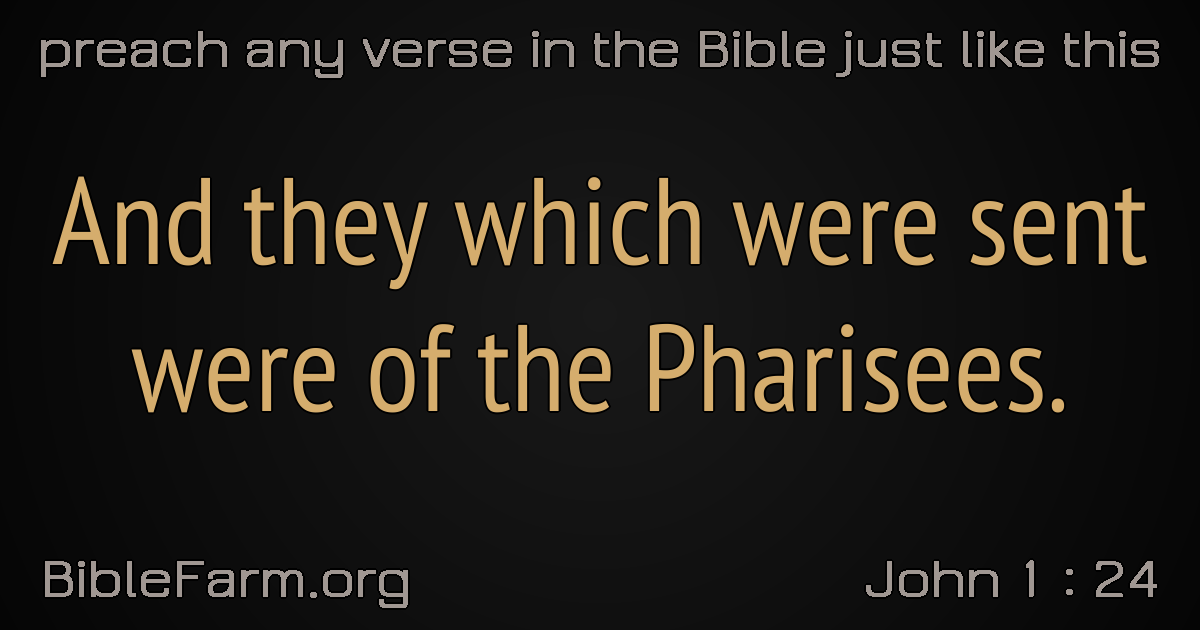 preach any verse in the Bible just like this
And they which were sent
were of the Pharisees.
BibleFarm.org
John 1 : 24